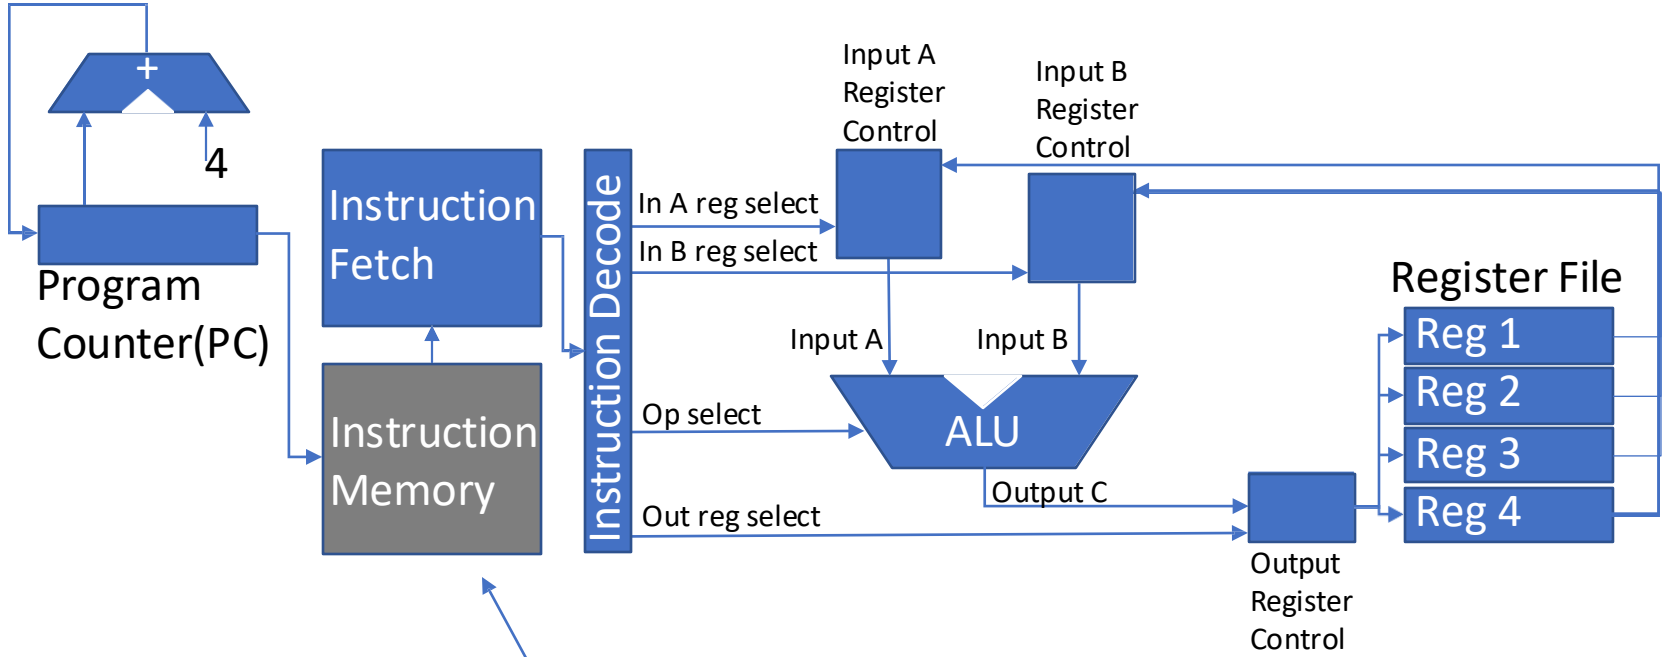 +
4
Program
Counter(PC)
Instruction
Fetch
Instruction
Memory
Instruction Decode
In A reg select
In B reg select
Op select
Out reg select
Input A
Register
Control
Input B
Register
Control
Input A
Input B
ALU
Output C
Output
Register
Control
Register File
Reg 1
Reg 2
Reg 3
Reg 4